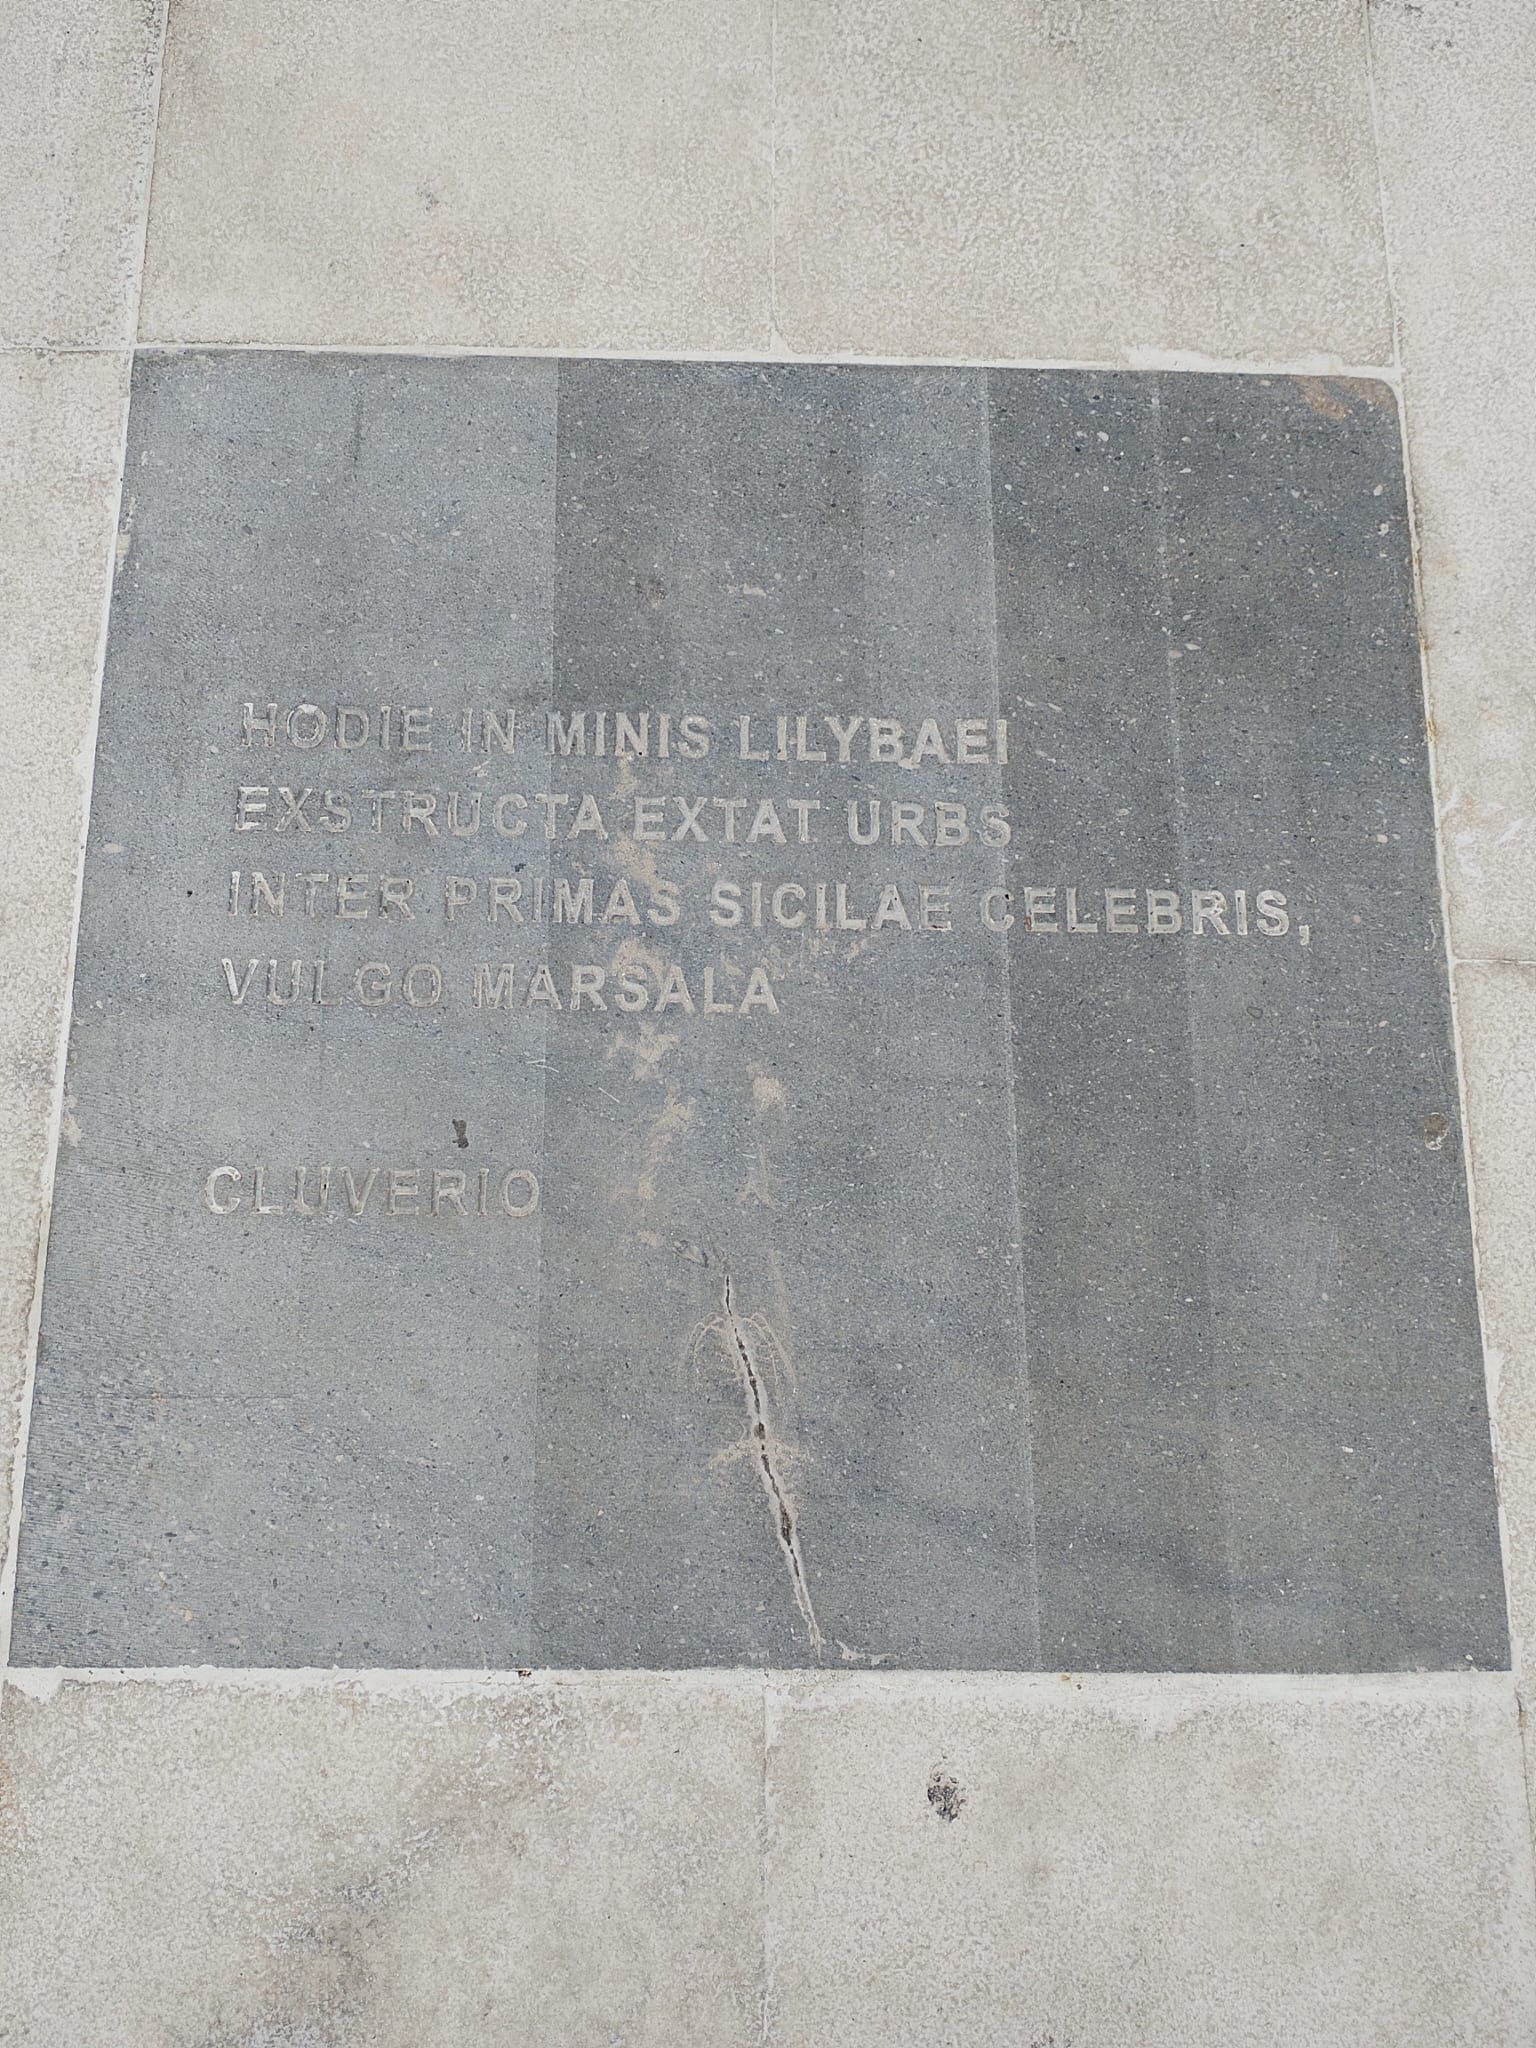 HODIE IN MINIS LILYBAEI
EXSTRUCTA EXTAT URBS
INTER PRIMAS SICILAE CELEBRIS,
VULGO MARSALA
CLUVERIO